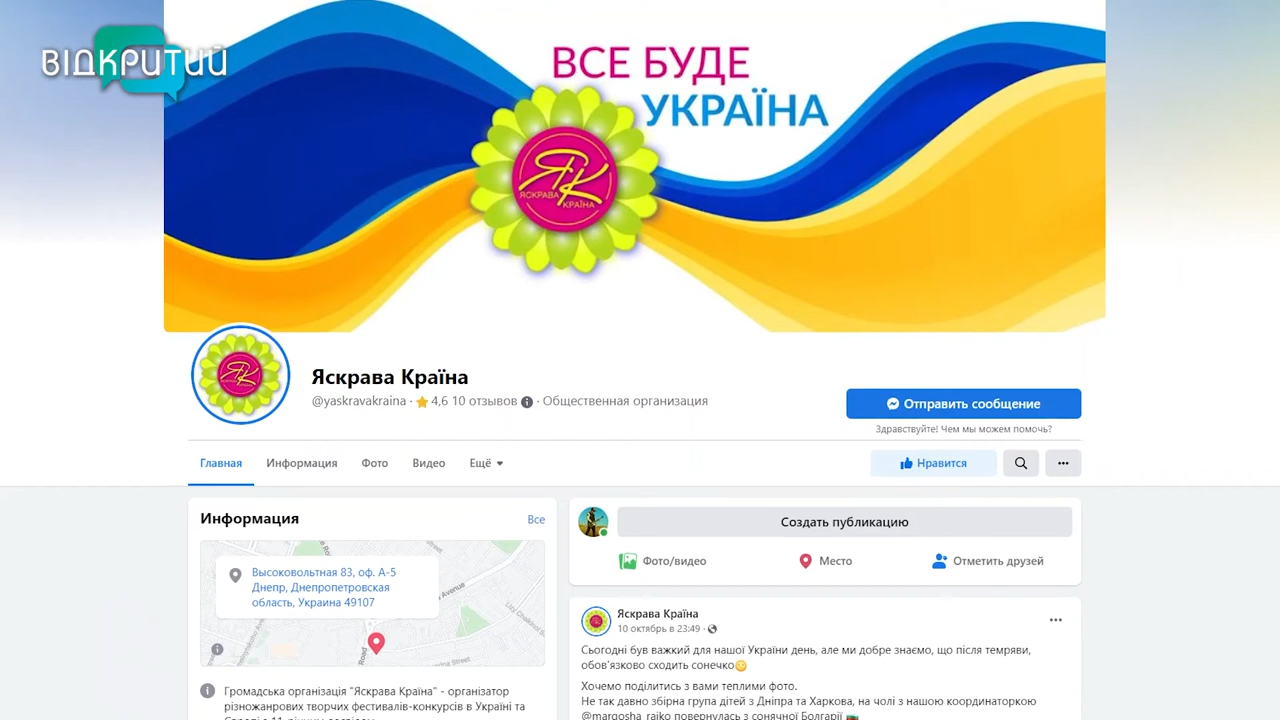 ВІДКРИТИЙ
ВСЕ БУДЕ
УКРАЇНА
ЯК
ЯСКРАВА
КРАЇНА
Яскрава Країна
@yaskravakraina · 4,6 10 отзывов · Общественная организация
Отправить сообщение
Здравствуйте! Чем мы можем помочь?
Главная Информация Фото Видео Ещё
Нравится
Информация Все
Высоковольтная 83, оф. А-5
Днепр, Днепропетровская
область, Украина 49107
Создать публикацию
Фото/видео Место Отметить друзей
Яскрава Країна
10 октябрь в 23:49 ·
Сьогодні був важкий для нашої України день, але ми добре знаємо, що після темряви,
обов'язково сходить сонечко
Хочемо поділитись з вами теплими фото.
Не так давно збірна група дітей з Дніпра та Харкова, на чолі з нашою координаторкою
@margosha_rajko повернулась з сонячної Болгарії
Громадська організація "Яскрава Країна" - організатор
різножанрових творчих фестивалів-конкурсів в Україні та